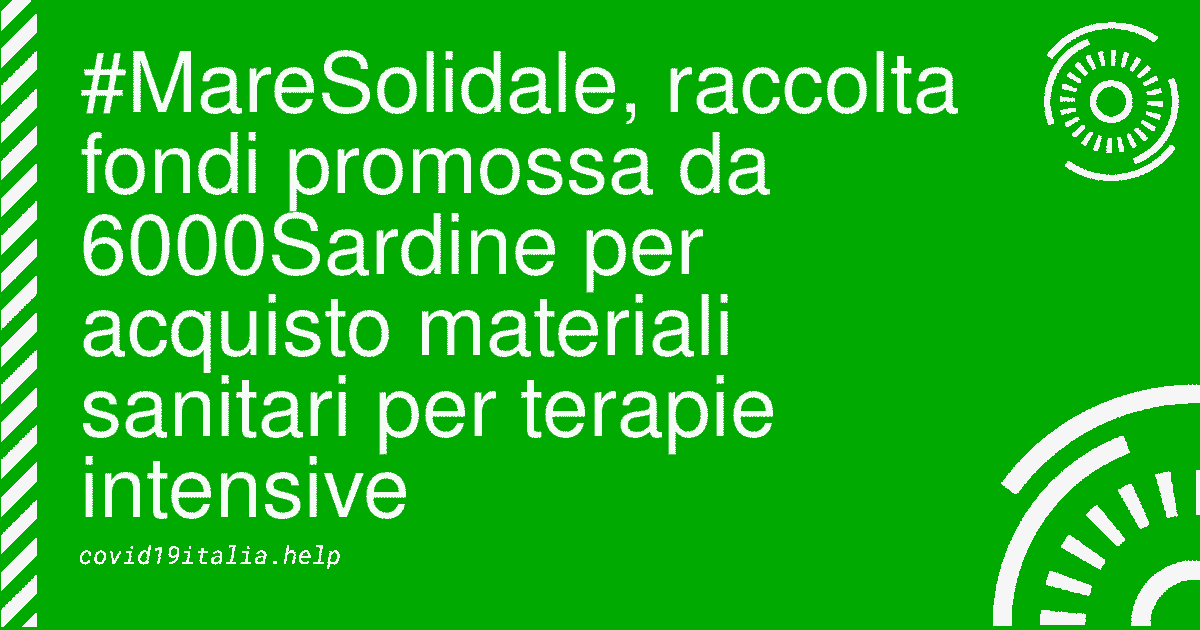 #MareSolidale, raccolta
fondi promossa da
6000Sardine per
acquisto materiali
sanitari per terapie
intensive
covid19italia.help